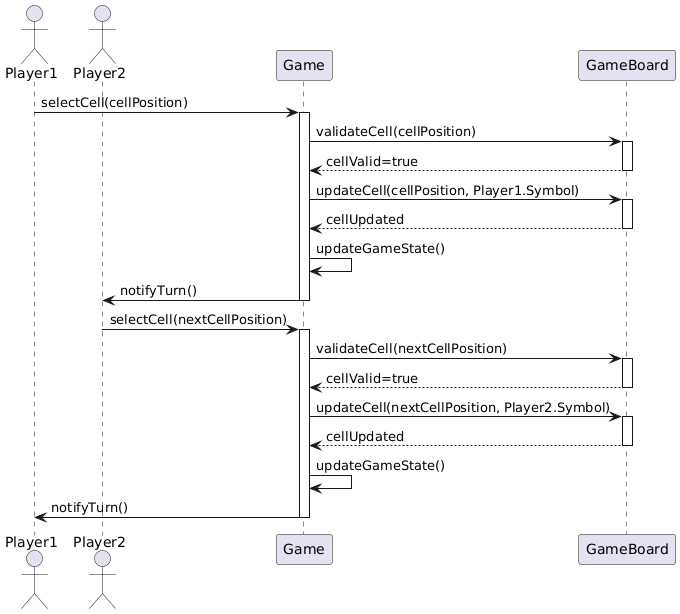 Player1
Player2
Game
GameBoard
selectCell(cellPosition)
validateCell(cellPosition)
cellValid=true
updateCell(cellPosition, Player1.Symbol)
cellUpdated
updateGameState()
notifyTurn()
selectCell(nextCellPosition)
validateCell(nextCellPosition)
cellValid=true
updateCell(nextCellPosition, Player2.Symbol)
cellUpdated
updateGameState()
notifyTurn()
Player1
Player2
Game
GameBoard